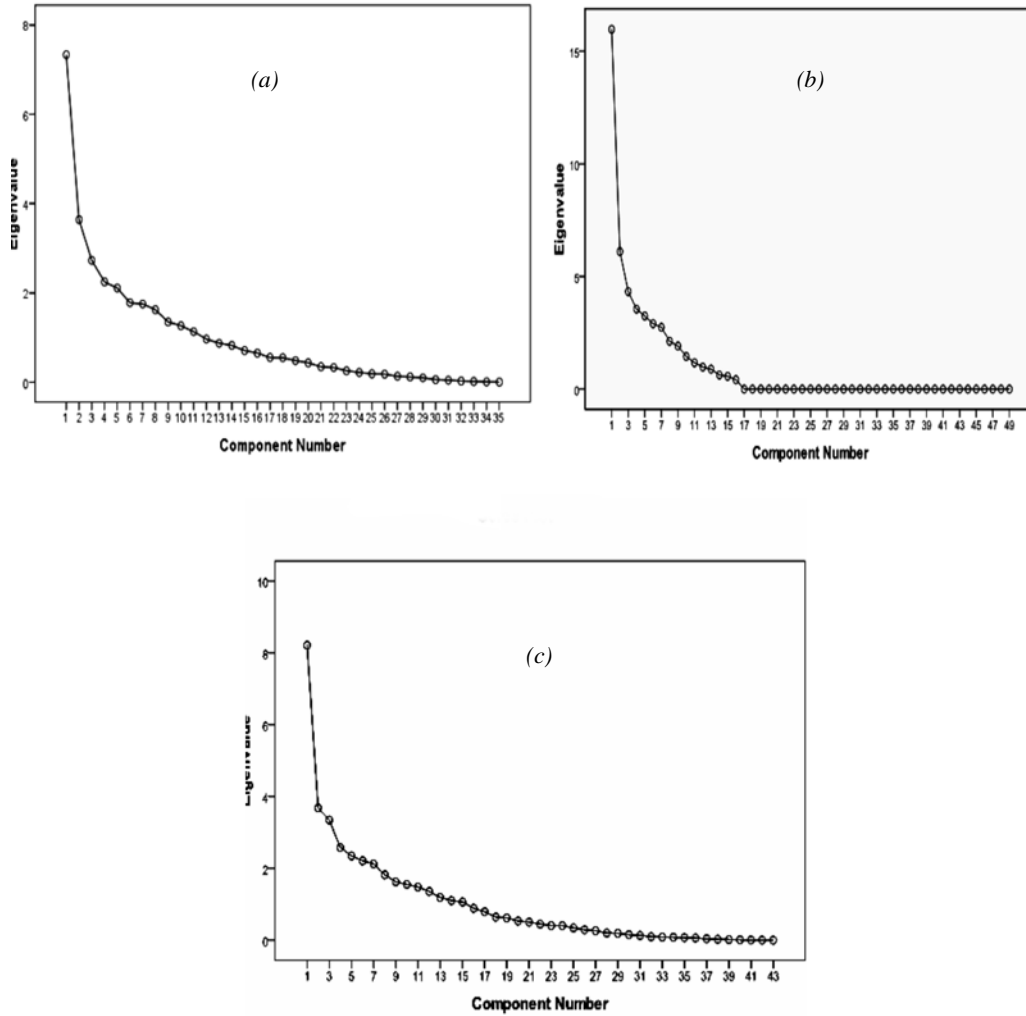 (a)
8
6
4
2
0
Eigenvalue
1 2 3 4 5 6 7 8 9 10 11 12 13 14 15 16 17 18 19 20 21 22 23 24 25 26 27 28 29 30 31 32 33 34 35
Component Number
(b)
15
10
5
0
Eigenvalue
1 3 5 7 9 11 13 15 17 19 21 23 25 27 29 31 33 35 37 39 41 43 45 47 49
Component Number
(c)
10
8
6
4
2
0
Eigenvalue
1 3 5 7 9 11 13 15 17 19 21 23 25 27 29 31 33 35 37 39 41 43
Component Number